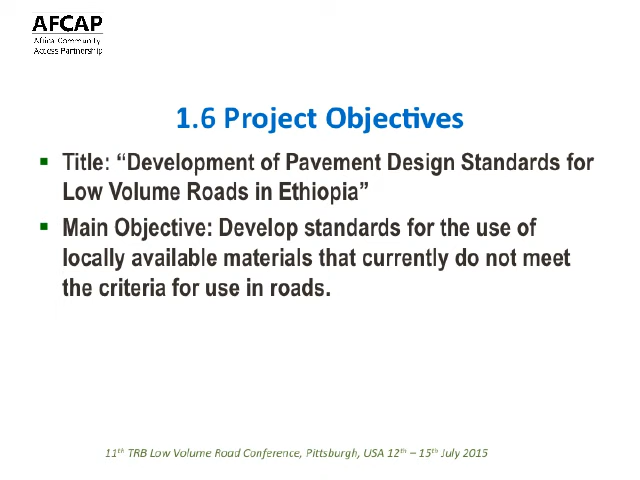 AFCAP
Africa Community
Access Partnership
1.6 Project Objectives
▪ Title: “Development of Pavement Design Standards for
Low Volume Roads in Ethiopia”
▪ Main Objective: Develop standards for the use of
locally available materials that currently do not meet
the criteria for use in roads.
11th TRB Low Volume Road Conference, Pittsburgh, USA 12th – 15th July 2015